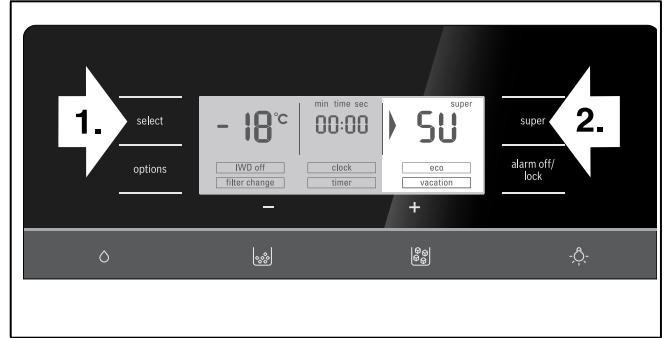 1.
select
options
- 18°C
IWD off
filter change
min time sec
00:00
clock
timer
super
SU
eco
vacation
super
2.
alarm off/
lock
−
+